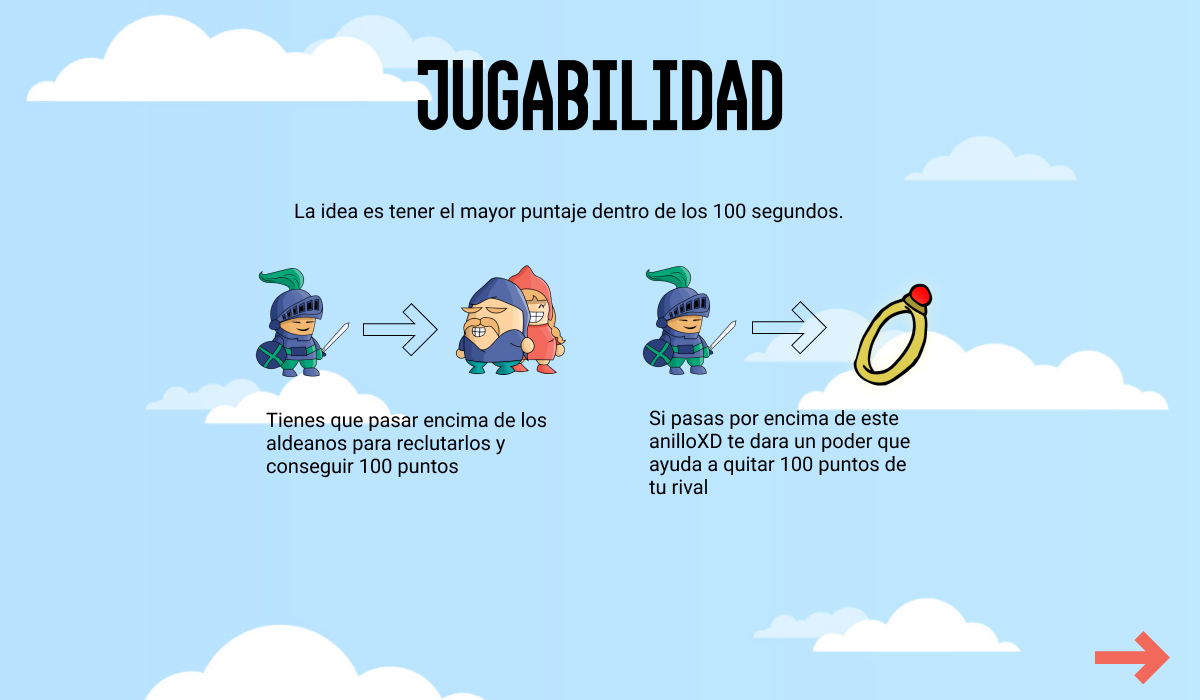 JUGABILIDAD
La idea es tener el mayor puntaje dentro de los 100 segundos.
Tienes que pasar encima de los
aldeanos para reclutarlos y
conseguir 100 puntos
Si pasas por encima de este
anilloXD te dara un poder que
ayuda a quitar 100 puntos de
tu rival